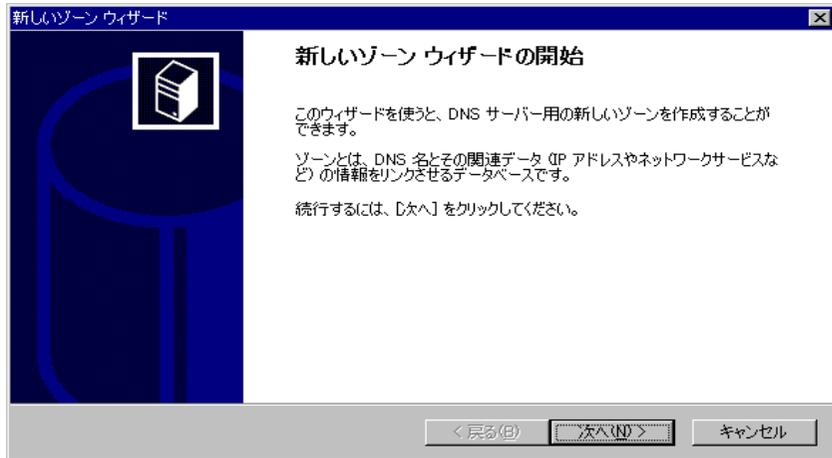 新しいゾーン ウィザード
新しいゾーン ウィザードの開始
このウィザードを使うと、DNS サーバー用の新しいゾーンを作成することが
できます。
ゾーンとは、DNS 名とその関連データ (IP アドレスやネットワークサービスな
ど) の情報をリンクさせるデータベースです。
続行するには、[次へ] をクリックしてください。
< 戻る(B)
次へ(N) >
キャンセル